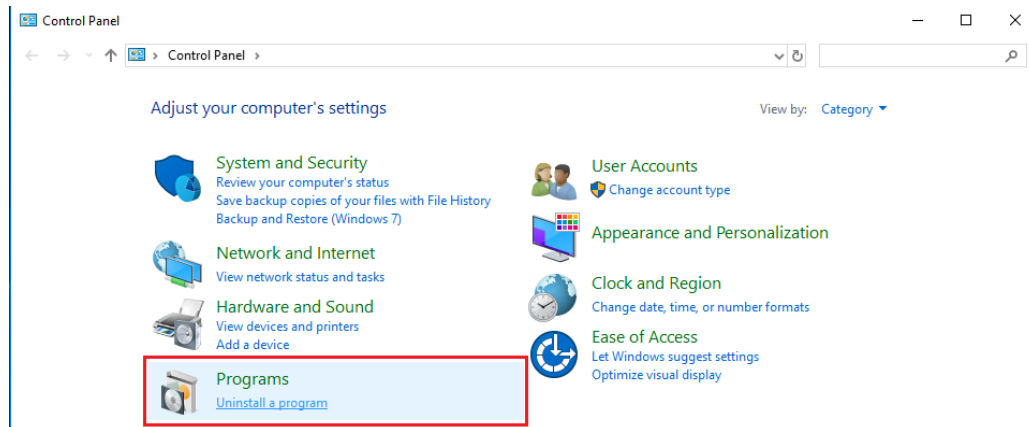 Control Panel
Control Panel
Adjust your computer's settings
View by: Category
System and Security
Review your computer's status
Save backup copies of your files with File History
Backup and Restore (Windows 7)
Network and Internet
View network status and tasks
Hardware and Sound
View devices and printers
Add a device
Programs
Uninstall a program
User Accounts
Change account type
Appearance and Personalization
Clock and Region
Change date, time, or number formats
Ease of Access
Let Windows suggest settings
Optimize visual display